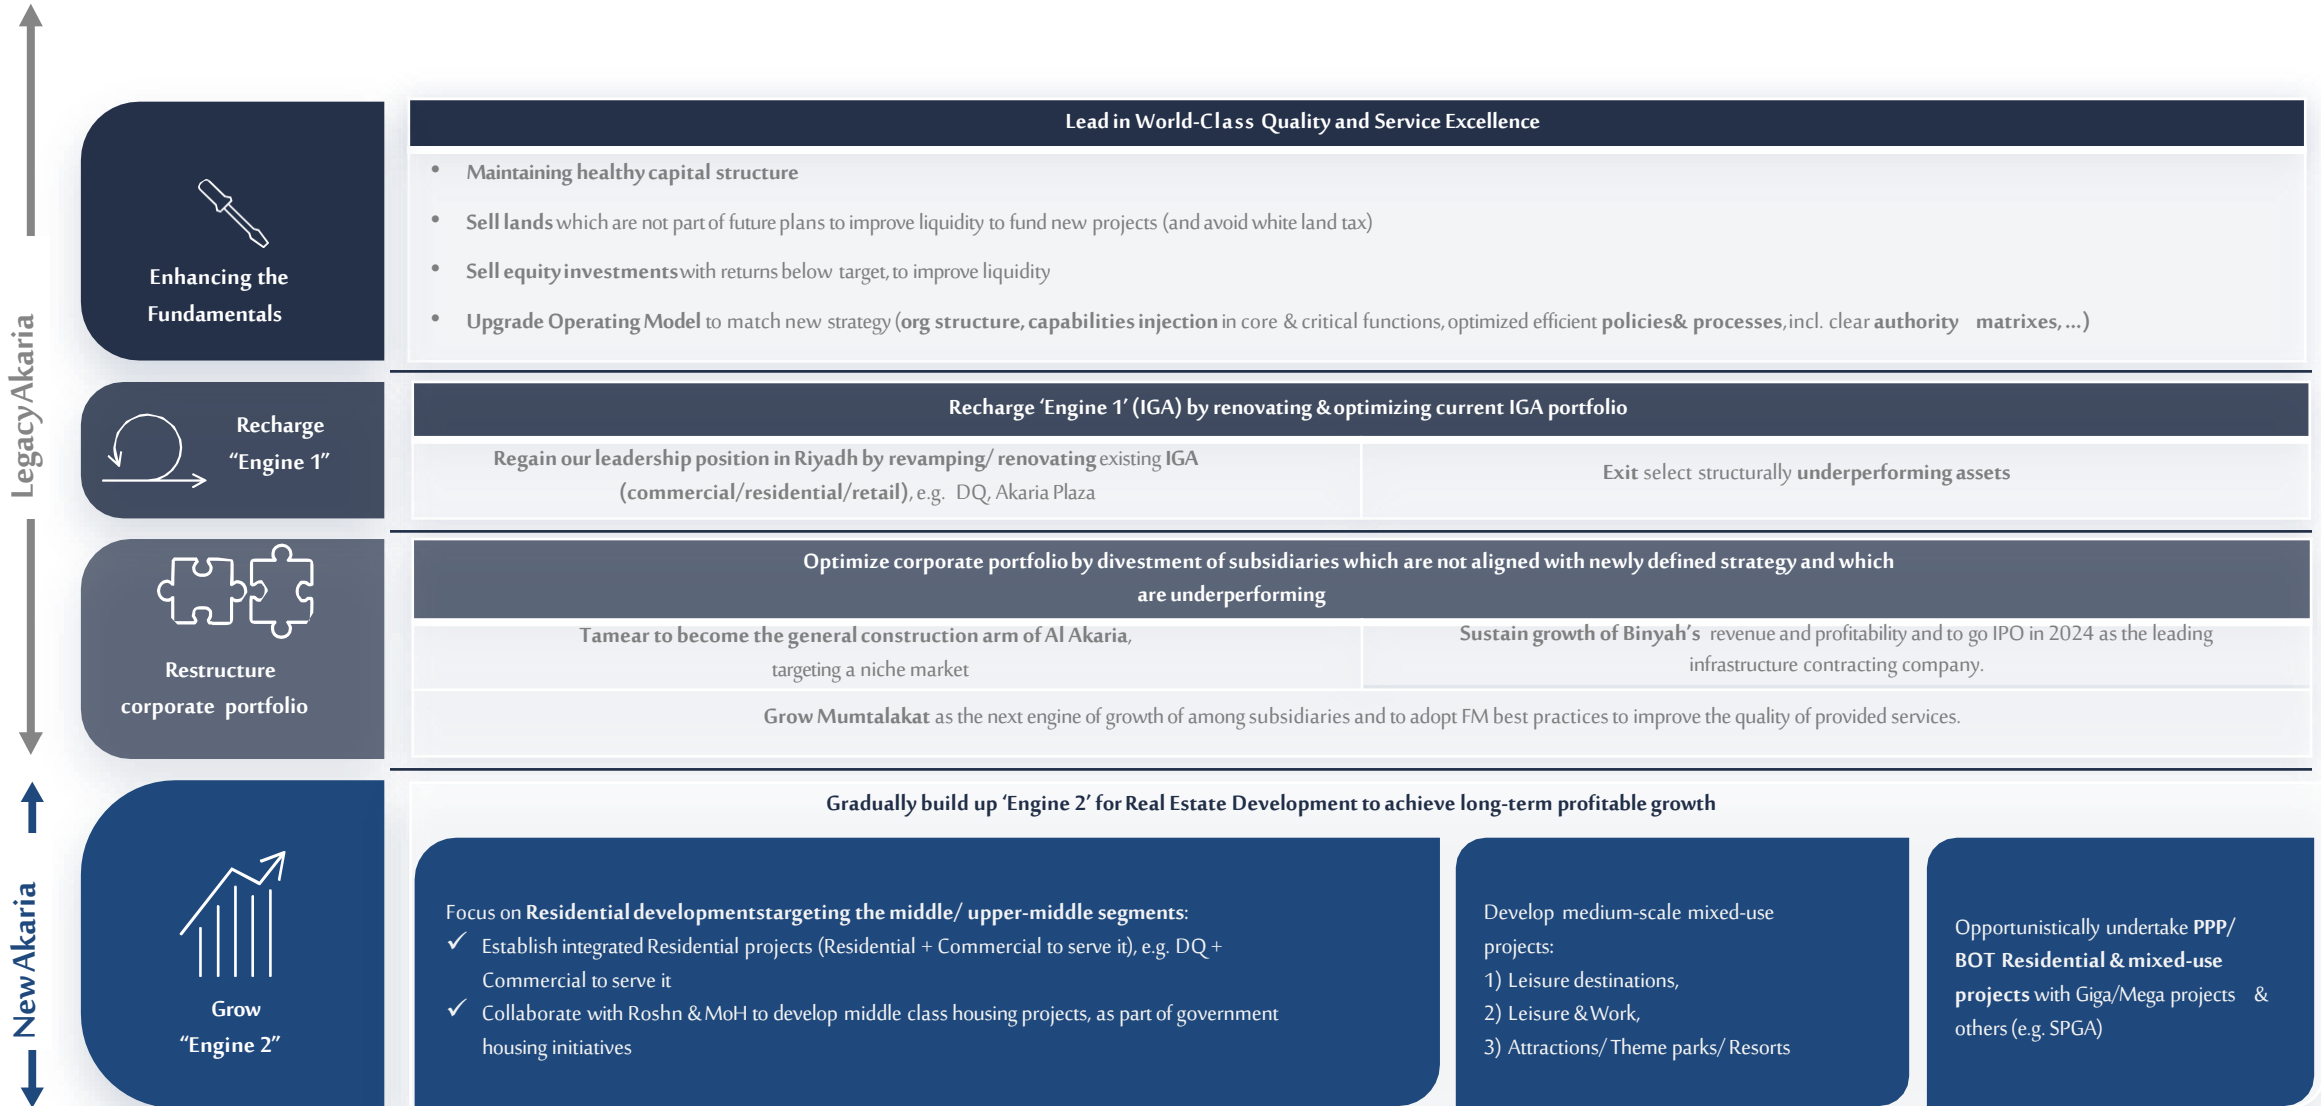 Legacy Akaria
Enhancing the
Fundamentals
Lead in World-Class Quality and Service Excellence
• Maintaining healthy capital structure
• Sell lands which are not part of future plans to improve liquidity to fund new projects (and avoid white land tax)
• Sell equity investments with returns below target, to improve liquidity
• Upgrade Operating Model to match new strategy (org structure, capabilities injection in core & critical functions, optimized efficient policies& processes, incl. clear authority matrixes, ...)
Recharge
“Engine 1”
Recharge ‘Engine 1’ (IGA) by renovating & optimizing current IGA portfolio
Regain our leadership position in Riyadh by revamping/ renovating existing IGA
(commercial/residential/retail), e.g. DQ, Akaria Plaza
Exit select structurally underperforming assets
Restructure
corporate portfolio
Optimize corporate portfolio by divestment of subsidiaries which are not aligned with newly defined strategy and which
are underperforming
Tamear to become the general construction arm of Al Akaria,
targeting a niche market
Sustain growth of Binyah’s revenue and profitability and to go IPO in 2024 as the leading
infrastructure contracting company.
Grow Mumtalakat as the next engine of growth of among subsidiaries and to adopt FM best practices to improve the quality of provided services.
New Akaria
Grow
“Engine 2”
Gradually build up ‘Engine 2’ for Real Estate Development to achieve long-term profitable growth
Focus on Residential developmentstargeting the middle/ upper-middle segments:
✓ Establish integrated Residential projects (Residential + Commercial to serve it), e.g. DQ +
Commercial to serve it
✓ Collaborate with Roshn & MoH to develop middle class housing projects, as part of government
housing initiatives
Develop medium-scale mixed-use
projects:
1) Leisure destinations,
2) Leisure & Work,
3) Attractions/ Theme parks/ Resorts
Opportunistically undertake PPP/
BOT Residential & mixed-use
projects with Giga/Mega projects &
others (e.g. SPGA)